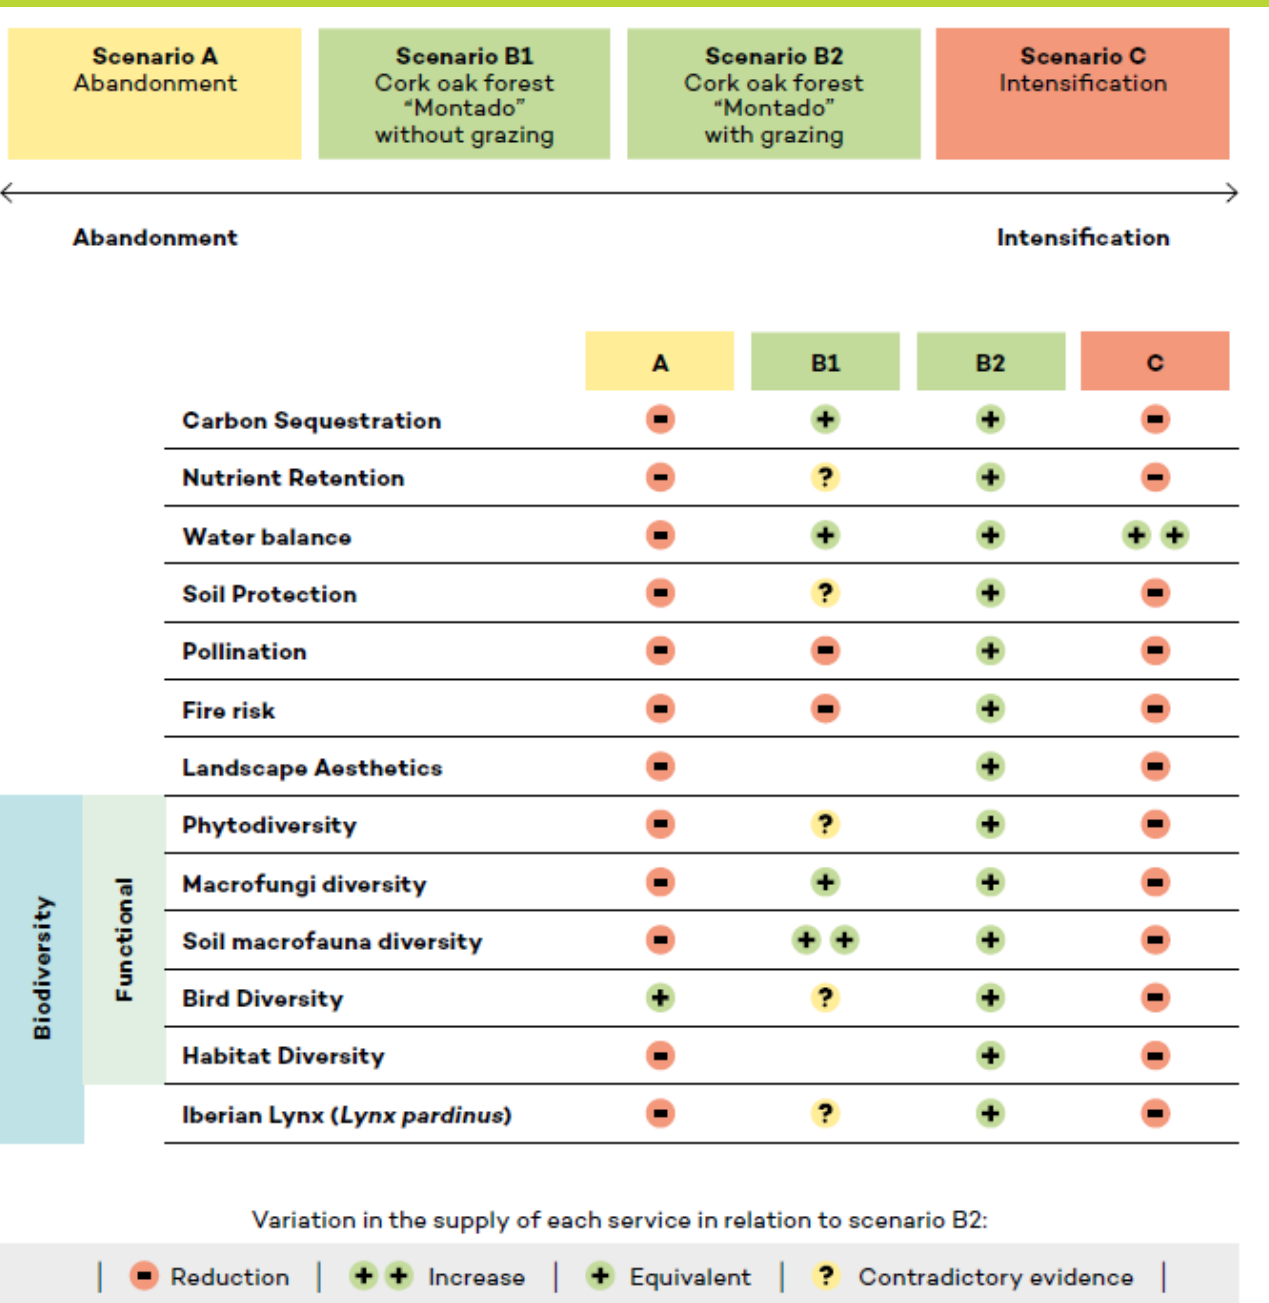 Scenario A
Abandonment
Scenario B1
Cork oak forest
“Montado”
without grazing
Scenario B2
Cork oak forest
“Montado”
with grazing
Scenario C
Intensification
Abandonment
Intensification
A B1 B2 C
Carbon Sequestration - + + -
Nutrient Retention - ? + -
Water balance - + + + +
Soil Protection - ? + -
Pollination - - + -
Fire risk - - + -
Landscape Aesthetics - + -
Biodiversity
Functional
Phytodiversity - ? + -
Macrofungi diversity - + + -
Soil macrofauna diversity - + + + -
Bird Diversity + ? + -
Habitat Diversity - + -
Iberian Lynx (Lynx pardinus) - ? + -
Variation in the supply of each service in relation to scenario B2:
| - Reduction | + + Increase | + Equivalent | ? Contradictory evidence |